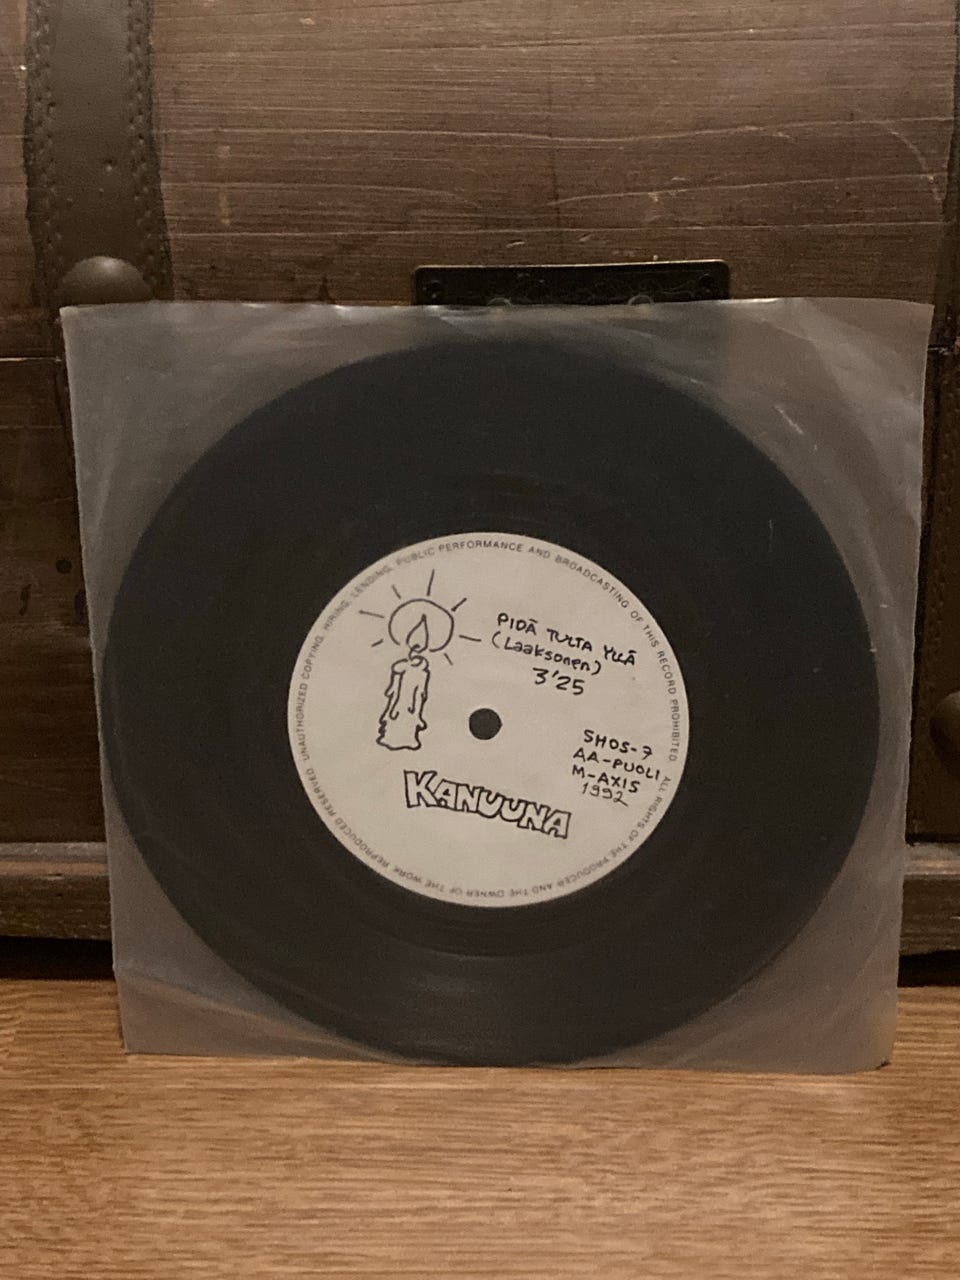 UNAUTHORIZED COPYING, HIRING, LENDING, PUBLIC PERFORMANCE AND BROADCASTING OF THIS RECORD PROHIBITED. ALL RIGHTS OF THE PRODUCER AND THE OWNER OF THE WORK REPRODUCED RESERVED.
PIDÄ TULTA YLLÄ
(Laaksonen)
3'25
SHOS-7
AA-PUOLI
M-AXIS
1992
KANUUNA